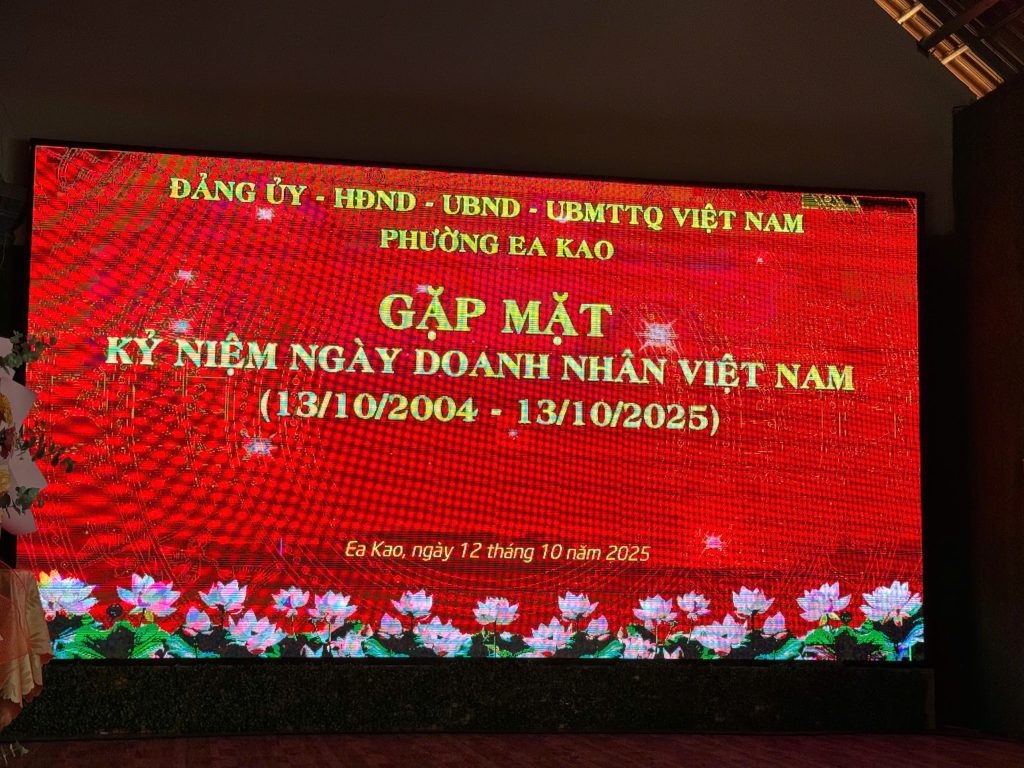 ĐẢNG ỦY - HĐND - UBND - UBMTTQ VIỆT NAM
PHƯỜNG EA KAO
GẶP MẶT
KỶ NIỆM NGÀY DOANH NHÂN VIỆT NAM
(13/10/2004 - 13/10/2025)
Ea Kao, ngày 12 tháng 10 năm 2025